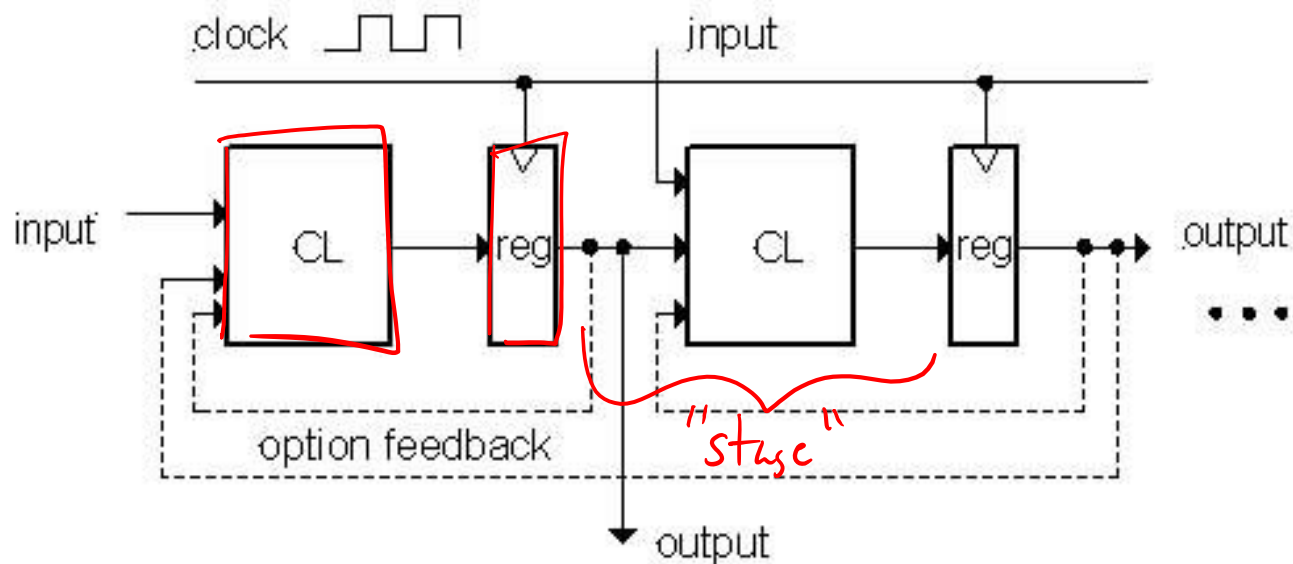 clock
input
input
CL
reg
CL
reg
output
option feedback
"stage"
output